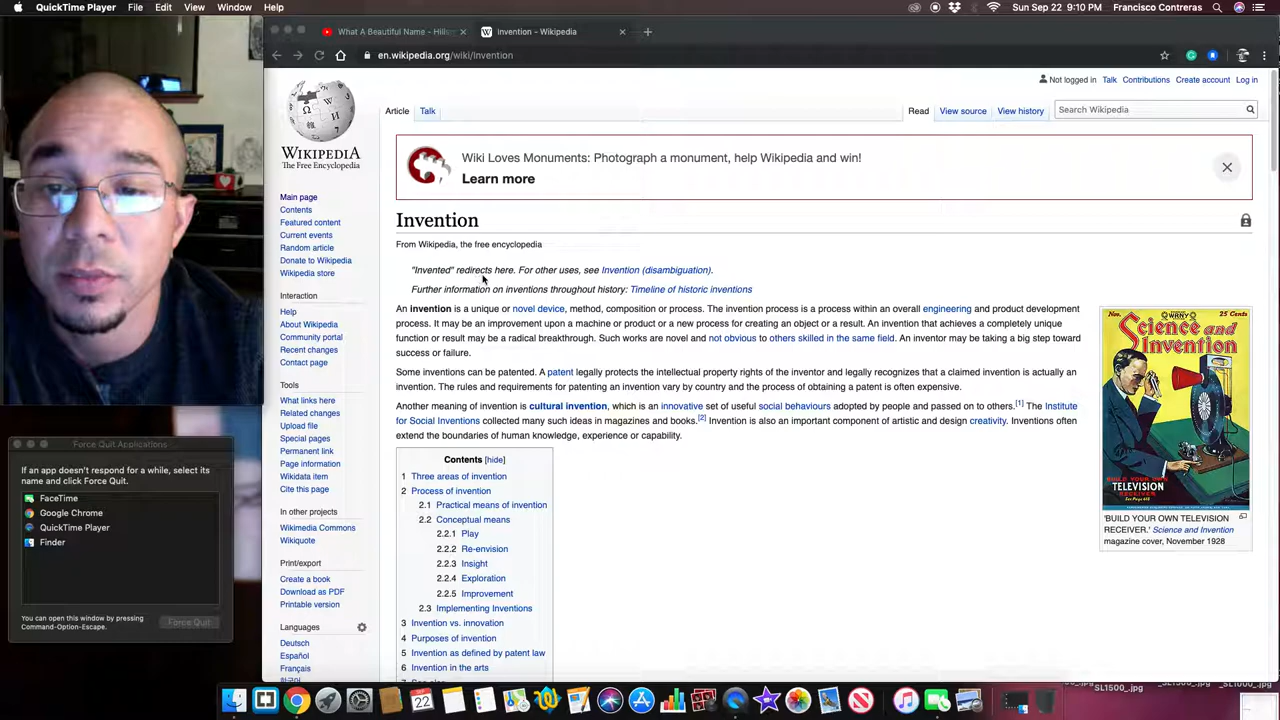 QuickTime Player File Edit View Window Help
Sun Sep 22 9:10 PM Francisco Contreras
What A Beautiful Name - Hills
Invention - Wikipedia
en.wikipedia.org/wiki/Invention
Not logged in Talk Contributions Create account Log in
WIKIPEDIA
The Free Encyclopedia
Article Talk
Read View source View history
Search Wikipedia
Wiki Loves Monuments: Photograph a monument, help Wikipedia and win!
Learn more
Main page
Contents
Featured content
Current events
Random article
Donate to Wikipedia
Wikipedia store
Interaction
Help
About Wikipedia
Community portal
Recent changes
Contact page
Tools
What links here
Related changes
Upload file
Special pages
Permanent link
Page information
Wikidata item
Cite this page
In other projects
Wikimedia Commons
Wikiquote
Print/export
Create a book
Download as PDF
Printable version
Languages
Deutsch
Español
Français
한국어
Invention
From Wikipedia, the free encyclopedia
"Invented" redirects here. For other uses, see Invention (disambiguation).
Further information on inventions throughout history: Timeline of historic inventions
An invention is a unique or novel device, method, composition or process. The invention process is a process within an overall engineering and product development
process. It may be an improvement upon a machine or product or a new process for creating an object or a result. An invention that achieves a completely unique
function or result may be a radical breakthrough. Such works are novel and not obvious to others skilled in the same field. An inventor may be taking a big step toward
success or failure.
Some inventions can be patented. A patent legally protects the intellectual property rights of the inventor and legally recognizes that a claimed invention is actually an
invention. The rules and requirements for patenting an invention vary by country and the process of obtaining a patent is often expensive.
Another meaning of invention is cultural invention, which is an innovative set of useful social behaviours adopted by people and passed on to others.[1] The Institute
for Social Inventions collected many such ideas in magazines and books.[2] Invention is also an important component of artistic and design creativity. Inventions often
extend the boundaries of human knowledge, experience or capability.
Contents [hide]
1 Three areas of invention
2 Process of invention
2.1 Practical means of invention
2.2 Conceptual means
2.2.1 Play
2.2.2 Re-envision
2.2.3 Insight
2.2.4 Exploration
2.2.5 Improvement
2.3 Implementing Inventions
3 Invention vs. innovation
4 Purposes of invention
5 Invention as defined by patent law
6 Invention in the arts
Nov. WRNY 25 Cents
Science and
Invention
BUILD YOUR OWN
TELEVISION
RECEIVER
See Page 618
'BUILD YOUR OWN TELEVISION
RECEIVER.' Science and Invention
magazine cover, November 1928
Force Quit Applications
If an app doesn't respond for a while, select its
name and click Force Quit.
FaceTime
Google Chrome
QuickTime Player
Finder
You can open this window by pressing
Command-Option-Escape.
Force Quit
SL1500_.jpg
_SL1000_.jpg
SEP
22